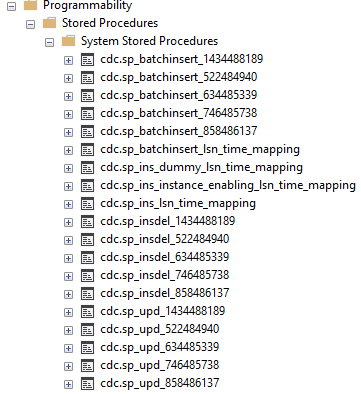 Programmability
Stored Procedures
System Stored Procedures
cdc.sp_batchinsert_1434488189
cdc.sp_batchinsert_522484940
cdc.sp_batchinsert_634485339
cdc.sp_batchinsert_746485738
cdc.sp_batchinsert_858486137
cdc.sp_batchinsert_lsn_time_mapping
cdc.sp_ins_dummy_lsn_time_mapping
cdc.sp_ins_instance_enabling_lsn_time_mapping
cdc.sp_ins_lsn_time_mapping
cdc.sp_insdel_1434488189
cdc.sp_insdel_522484940
cdc.sp_insdel_634485339
cdc.sp_insdel_746485738
cdc.sp_insdel_858486137
cdc.sp_upd_1434488189
cdc.sp_upd_522484940
cdc.sp_upd_634485339
cdc.sp_upd_746485738
cdc.sp_upd_858486137